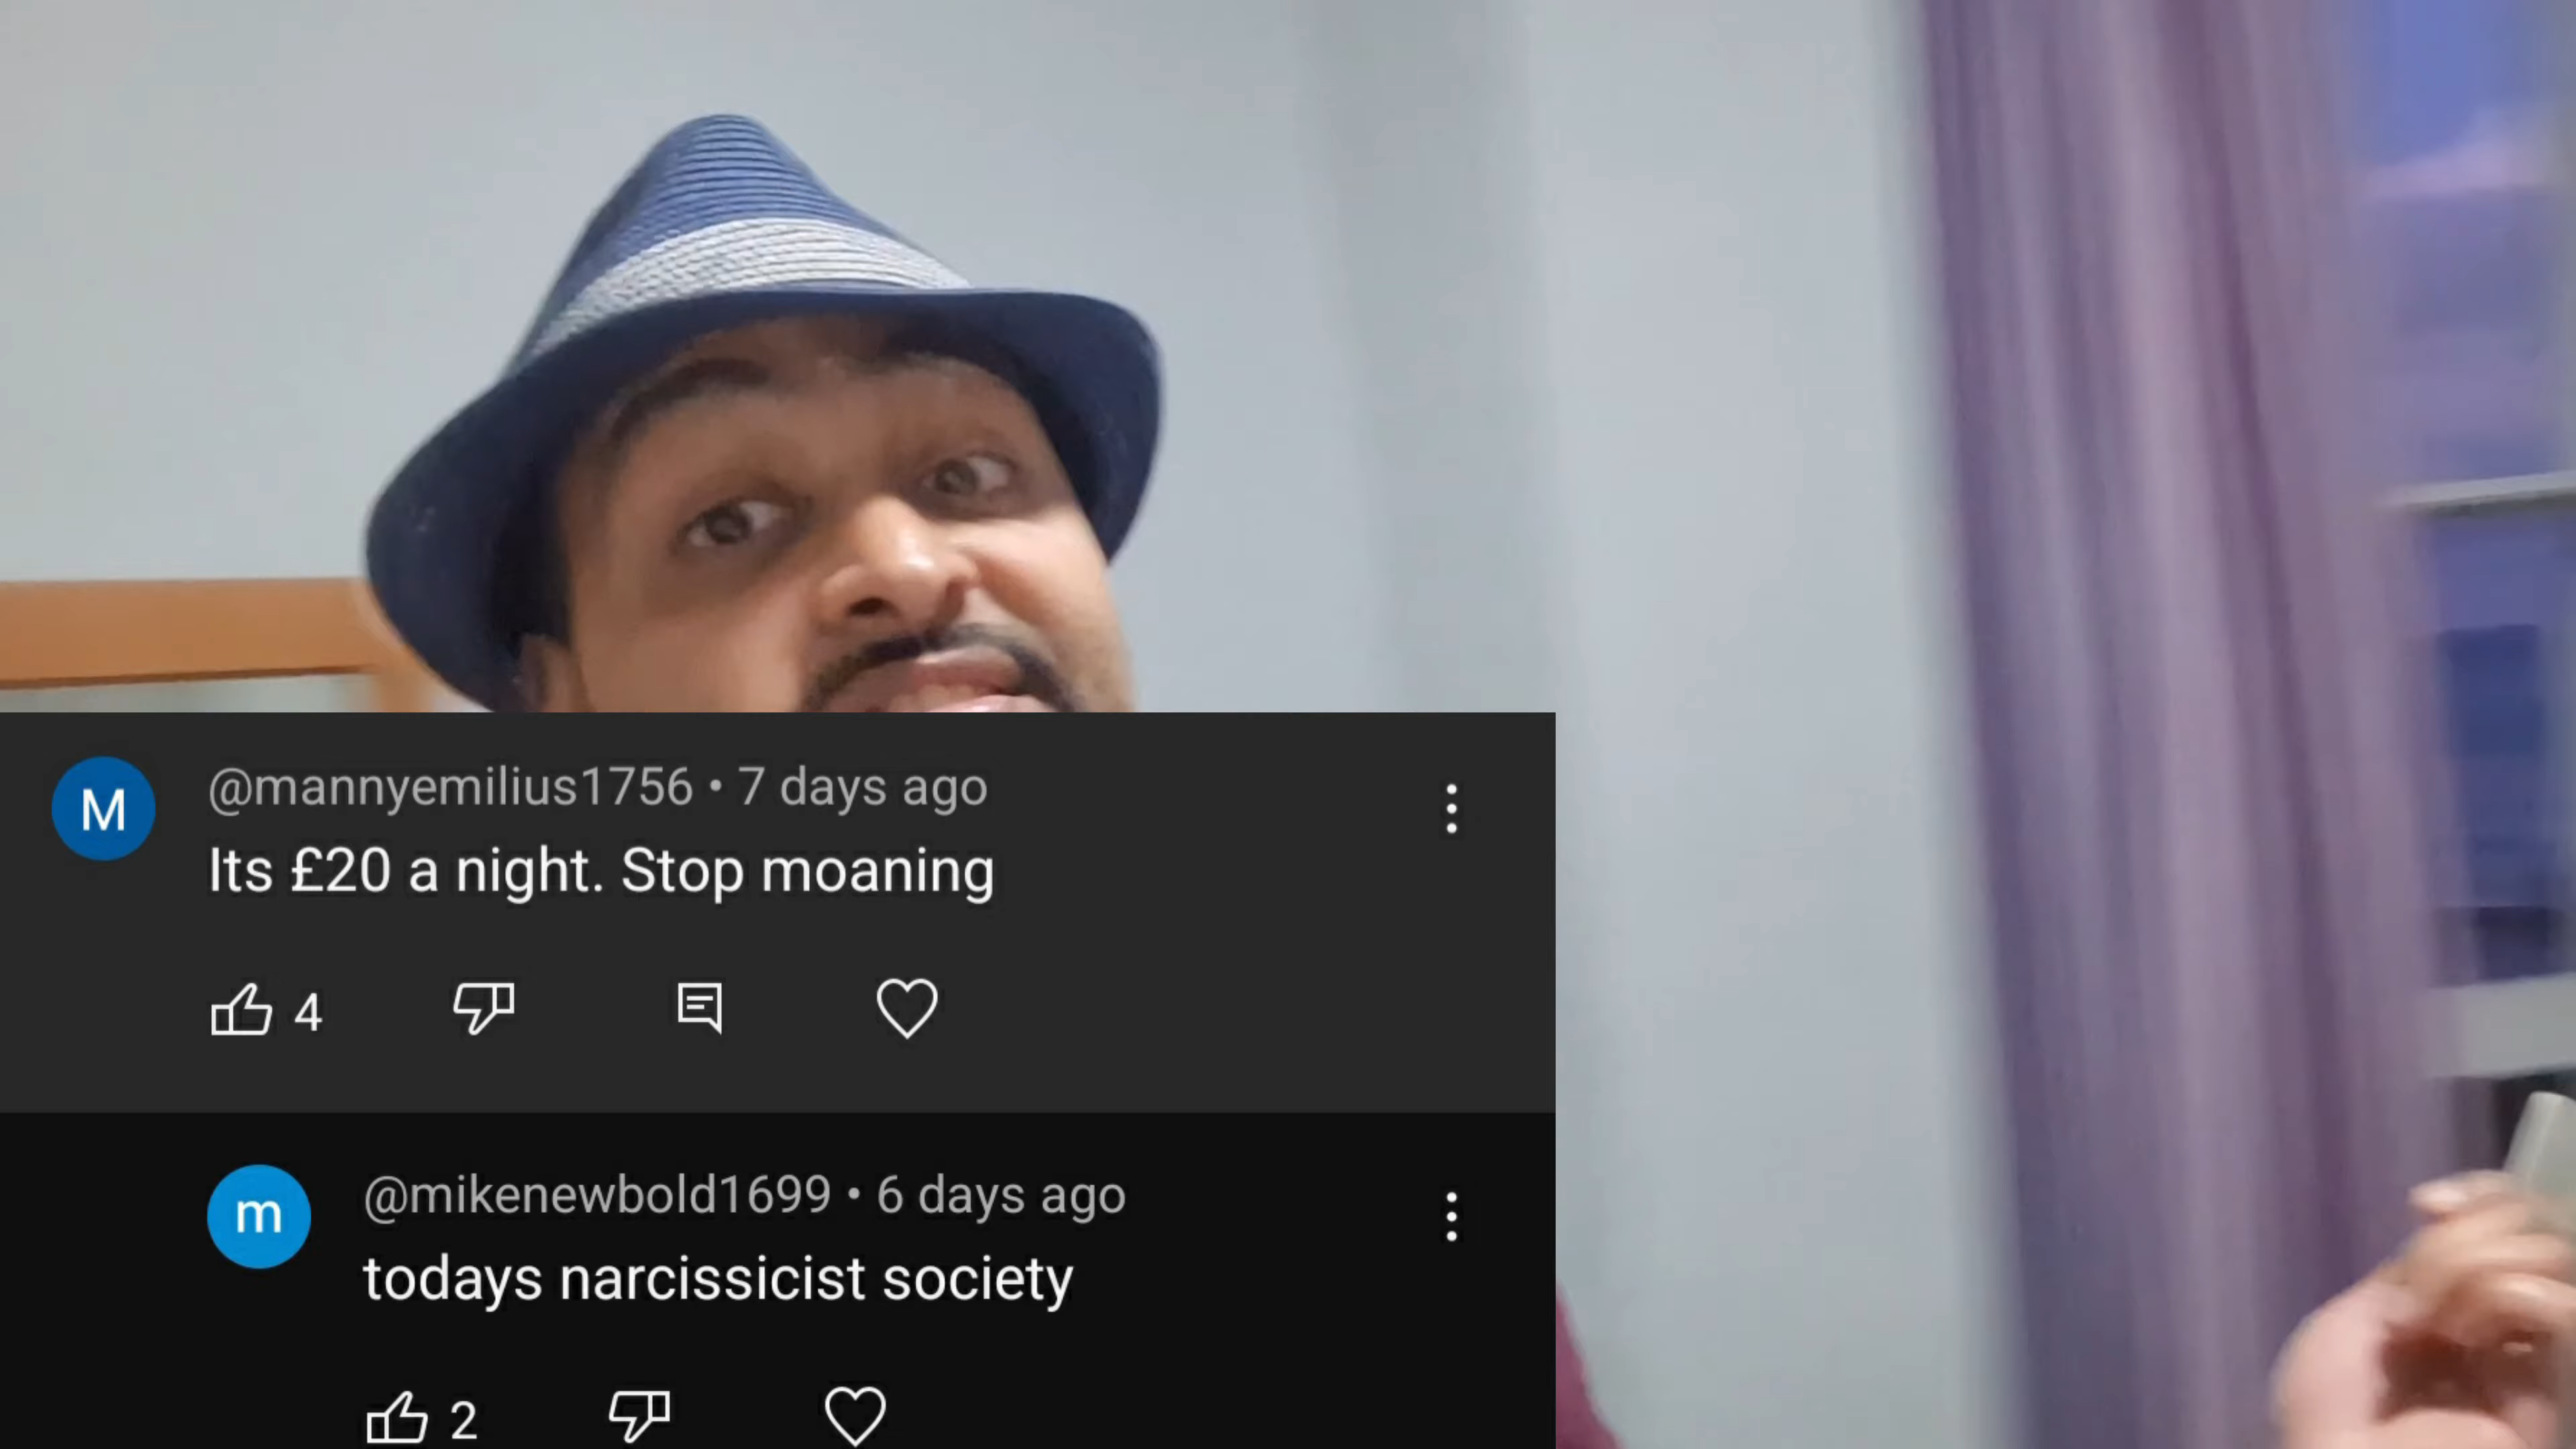 M
@mannyemilius1756 • 7 days ago
Its £20 a night. Stop moaning
4
m
@mikenewbold1699 • 6 days ago
todays narcissicist society
2